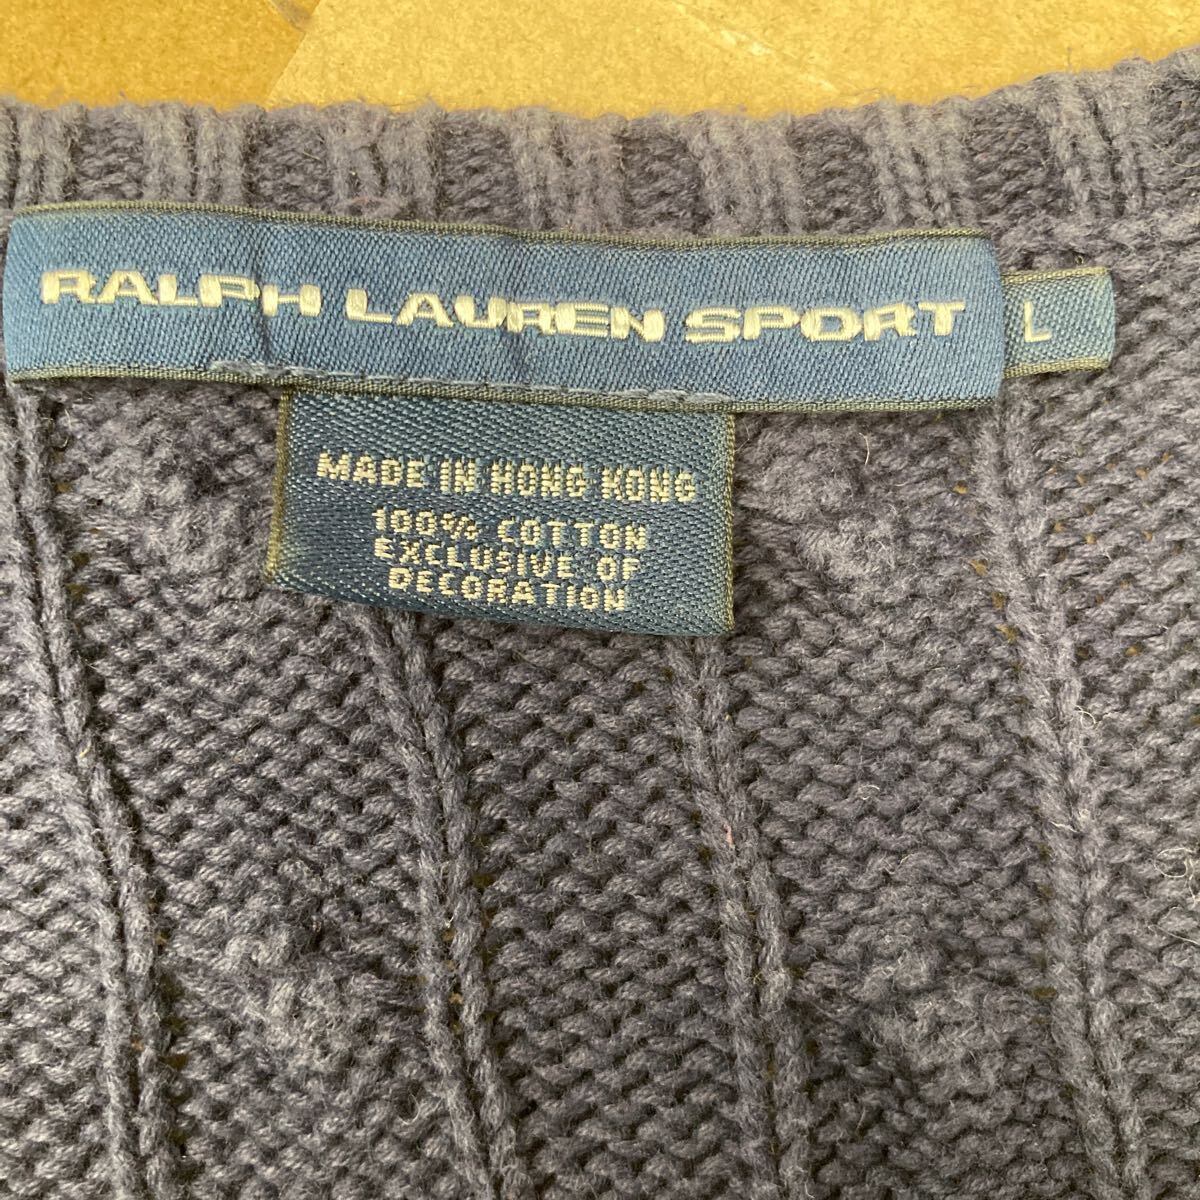 RALPH LAUREN SPORT
L
MADE IN HONG KONG
100% COTTON
EXCLUSIVE OF
DECORATION